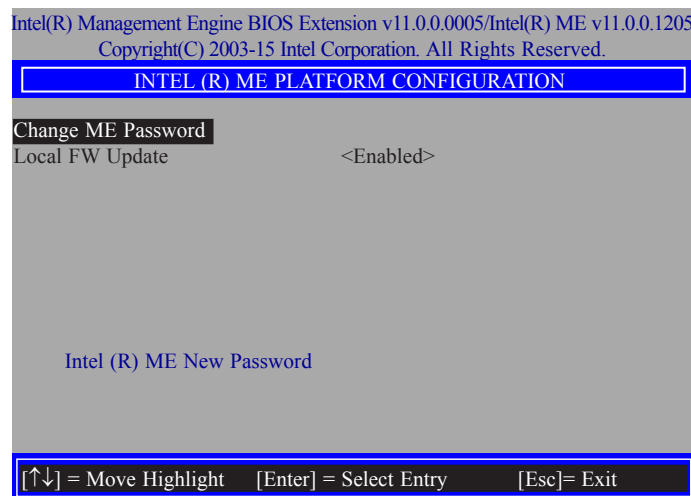 Intel(R) Management Engine BIOS Extension v11.0.0.0005/Intel(R) ME v11.0.0.1205
Copyright(C) 2003-15 Intel Corporation. All Rights Reserved.
INTEL (R) ME PLATFORM CONFIGURATION
Change ME Password
Local FW Update <Enabled>
Intel (R) ME New Password
[↑↓] = Move Highlight [Enter] = Select Entry [Esc]= Exit